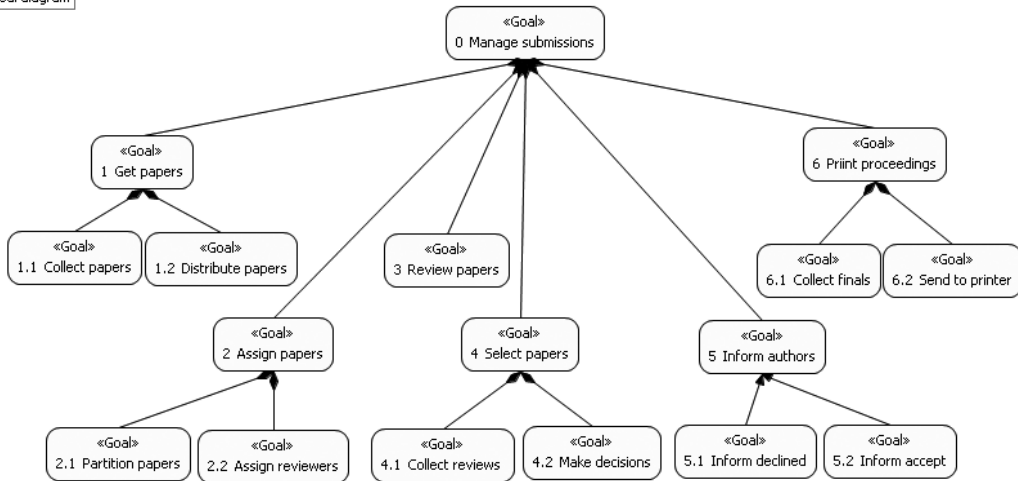 «Goal»
0 Manage submissions
«Goal»
1 Get papers
«Goal»
6 Priint proceedings
«Goal»
1.1 Collect papers
«Goal»
1.2 Distribute papers
«Goal»
3 Review papers
«Goal»
6.1 Collect finals
«Goal»
6.2 Send to printer
«Goal»
2 Assign papers
«Goal»
4 Select papers
«Goal»
5 Inform authors
«Goal»
2.1 Partition papers
«Goal»
2.2 Assign reviewers
«Goal»
4.1 Collect reviews
«Goal»
4.2 Make decisions
«Goal»
5.1 Inform declined
«Goal»
5.2 Inform accept